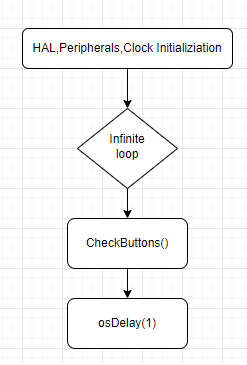 HAL,Peripherals,Clock Initializiation
Infinite
loop
CheckButtons()
osDelay(1)